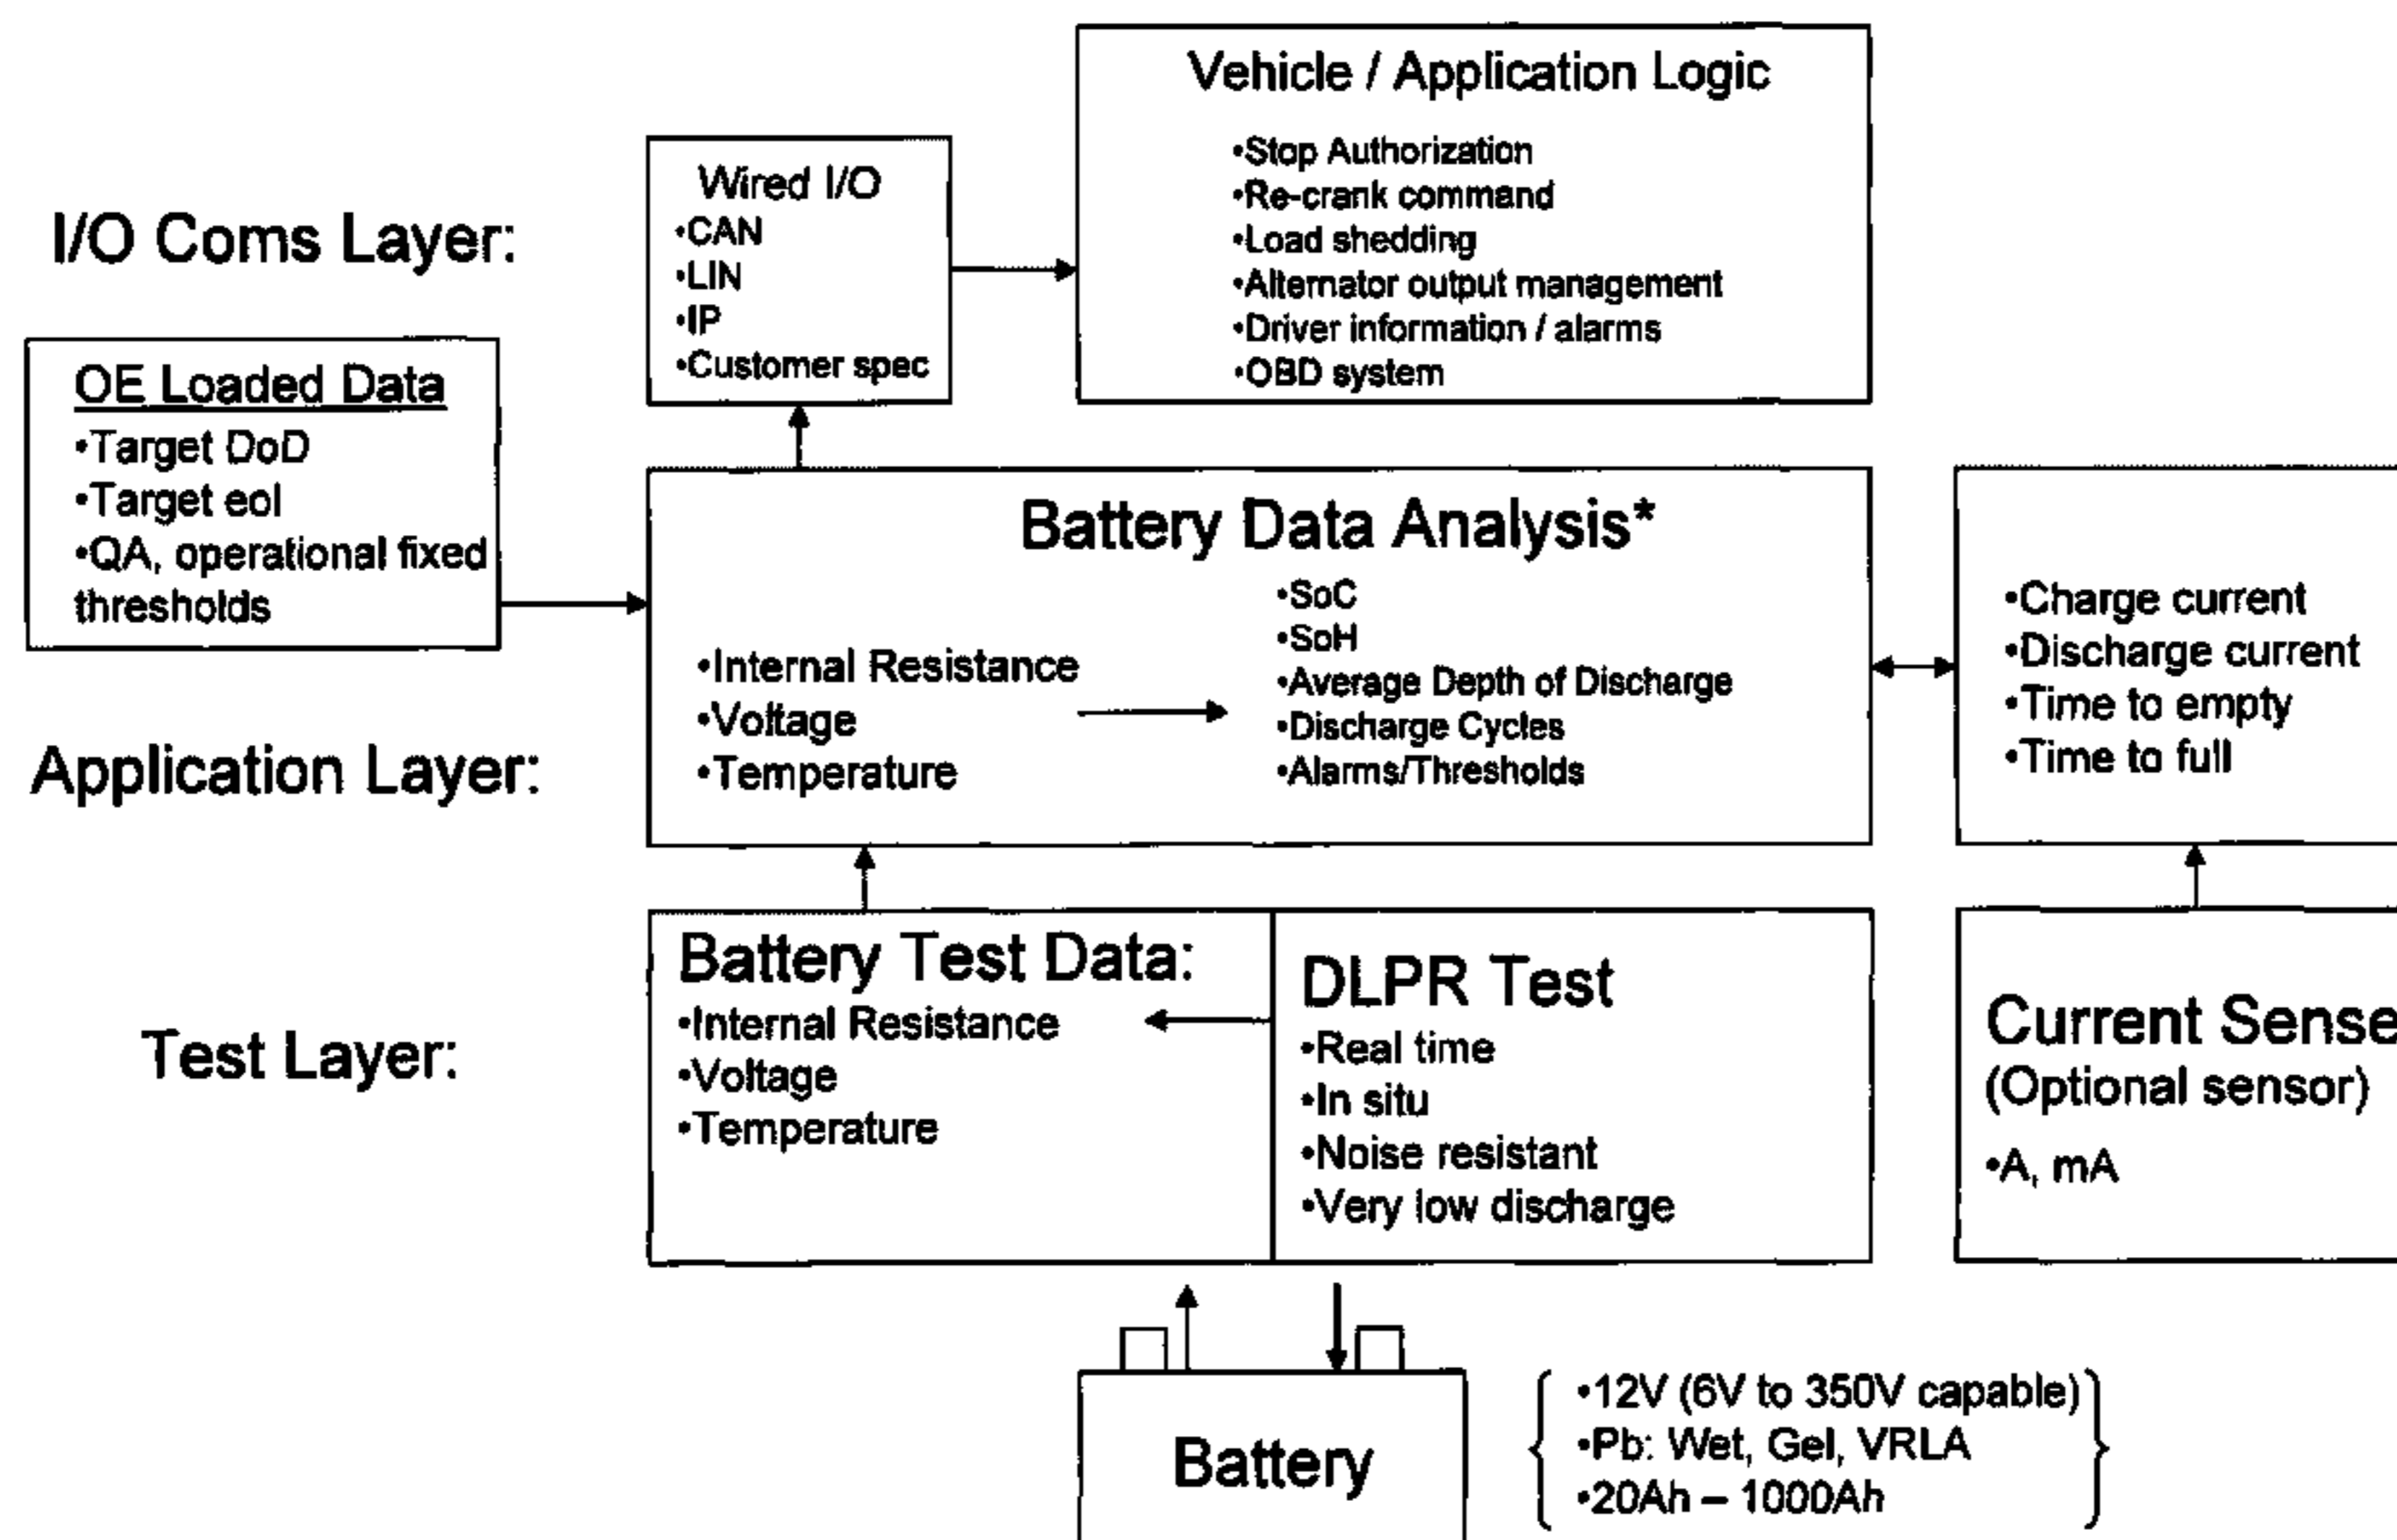 Vehicle / Application Logic
•Stop Authorization
•Re-crank command
•Load shedding
•Alternator output management
•Driver information / alarms
•OBD system
Wired I/O
•CAN
•LIN
•IP
•Customer spec
I/O Coms Layer:
OE Loaded Data
•Target DoD
•Target eol
•QA, operational fixed
thresholds
Battery Data Analysis*
•Internal Resistance
•Voltage
•Temperature
•SoC
•SoH
•Average Depth of Discharge
•Discharge Cycles
•Alarms/Thresholds
•Charge current
•Discharge current
•Time to empty
•Time to full
Application Layer:
Battery Test Data:
•Internal Resistance
•Voltage
•Temperature
DLPR Test
•Real time
•In situ
•Noise resistant
•Very low discharge
Current Sense
(Optional sensor)
•A, mA
Test Layer:
Battery
•12V (6V to 350V capable)
•Pb: Wet, Gel, VRLA
•20Ah – 1000Ah